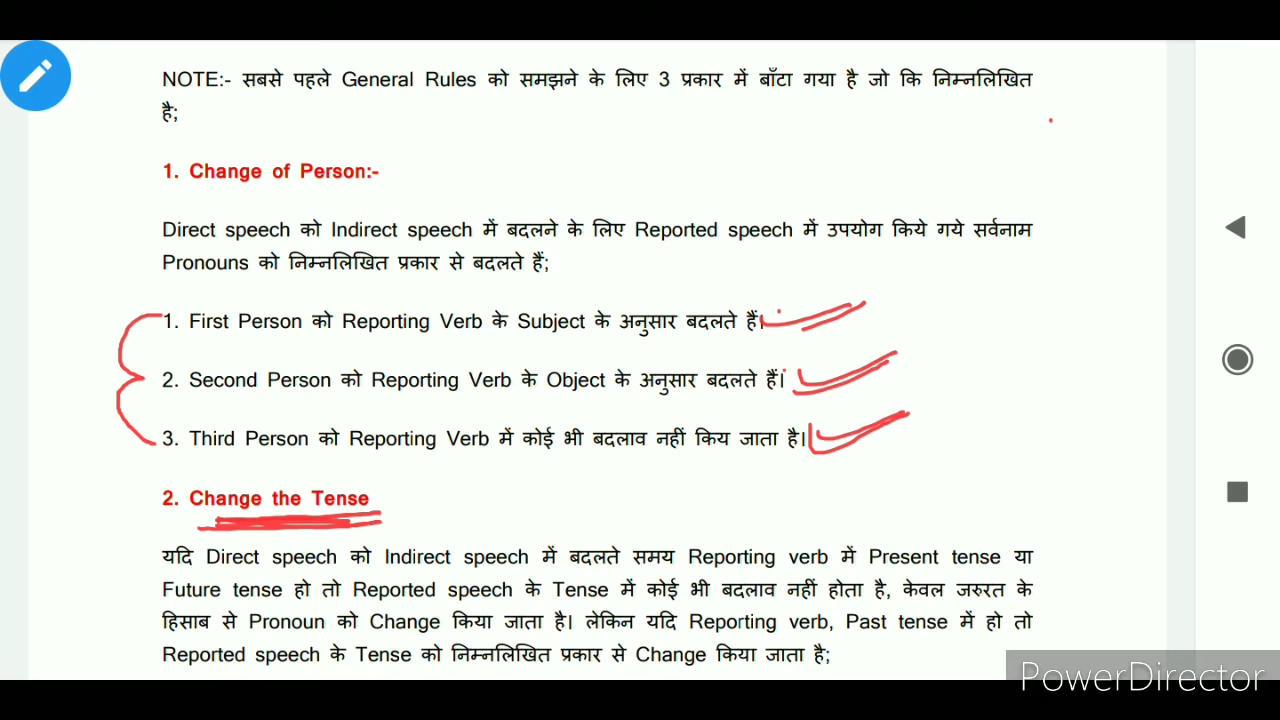 NOTE:- सबसे पहले General Rules को समझने के लिए 3 प्रकार में बाँटा गया है जो कि निम्नलिखित
है;
1. Change of Person:-
Direct speech को Indirect speech में बदलने के लिए Reported speech में उपयोग किये गये सर्वनाम
Pronouns को निम्नलिखित प्रकार से बदलते हैं;
1. First Person को Reporting Verb के Subject के अनुसार बदलते हैं।
2. Second Person को Reporting Verb के Object के अनुसार बदलते हैं।
3. Third Person को Reporting Verb में कोई भी बदलाव नहीं किय जाता है।
2. Change the Tense
यदि Direct speech को Indirect speech में बदलते समय Reporting verb में Present tense या
Future tense हो तो Reported speech के Tense में कोई भी बदलाव नहीं होता है, केवल जरुरत के
हिसाब से Pronoun को Change किया जाता है। लेकिन यदि Reporting verb, Past tense में हो तो
Reported speech के Tense को निम्नलिखित प्रकार से Change किया जाता है;
PowerDirector